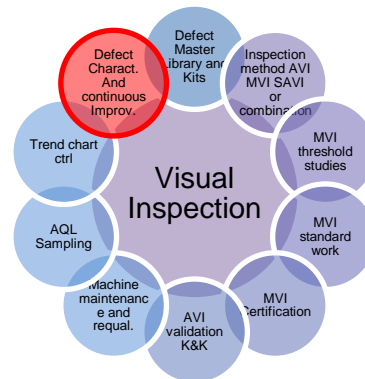 Defect
Master
Library and
Kits
Inspection
method AVI
MVI SAVI
or
combination
MVI
threshold
studies
MVI
standard
work
MVI
Certification
AVI
validation
K&K
Machine
maintenanc
e and
requal.
AQL
Sampling
Trend chart
ctrl
Defect
Charact.
And
continuous
Improv.
Visual
Inspection